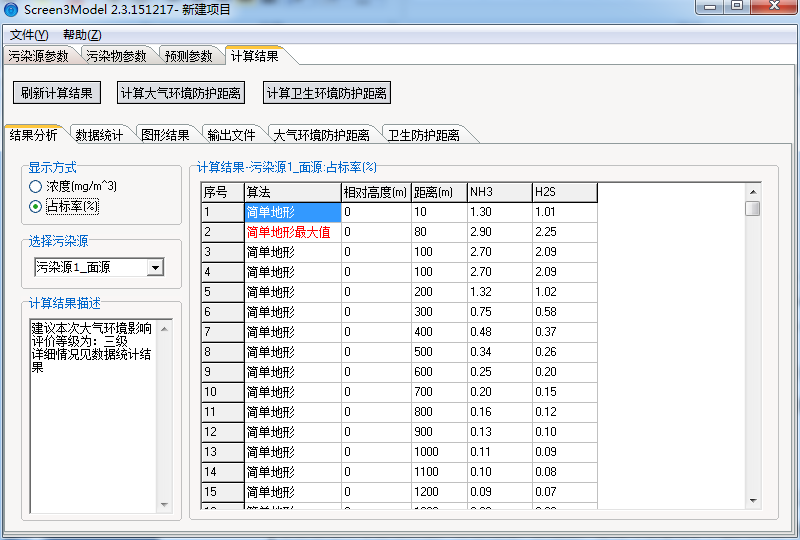 Screen3Model 2.3.151217- 新建项目
文件(Y) 帮助(Z)
污染源参数 污染物参数 预测参数 计算结果
刷新计算结果 计算大气环境防护距离 计算卫生环境防护距离
结果分析 数据统计 图形结果 输出文件 大气环境防护距离 卫生防护距离
显示方式
浓度(mg/m^3)
占标率(%)
选择污染源
污染源1_面源
计算结果描述
建议本次大气环境影响
评价等级为：三级
详细情况见数据统计结
果
计算结果--污染源1_面源:占标率(%)
序号 算法 相对高度(m) 距离(m) NH3 H2S
1 简单地形 0 10 1.30 1.01
2 简单地形最大值 0 80 2.90 2.25
3 简单地形 0 100 2.70 2.09
4 简单地形 0 100 2.70 2.09
5 简单地形 0 200 1.32 1.02
6 简单地形 0 300 0.75 0.58
7 简单地形 0 400 0.48 0.37
8 简单地形 0 500 0.34 0.26
9 简单地形 0 600 0.25 0.20
10 简单地形 0 700 0.20 0.15
11 简单地形 0 800 0.16 0.12
12 简单地形 0 900 0.13 0.10
13 简单地形 0 1000 0.11 0.09
14 简单地形 0 1100 0.10 0.08
15 简单地形 0 1200 0.09 0.07